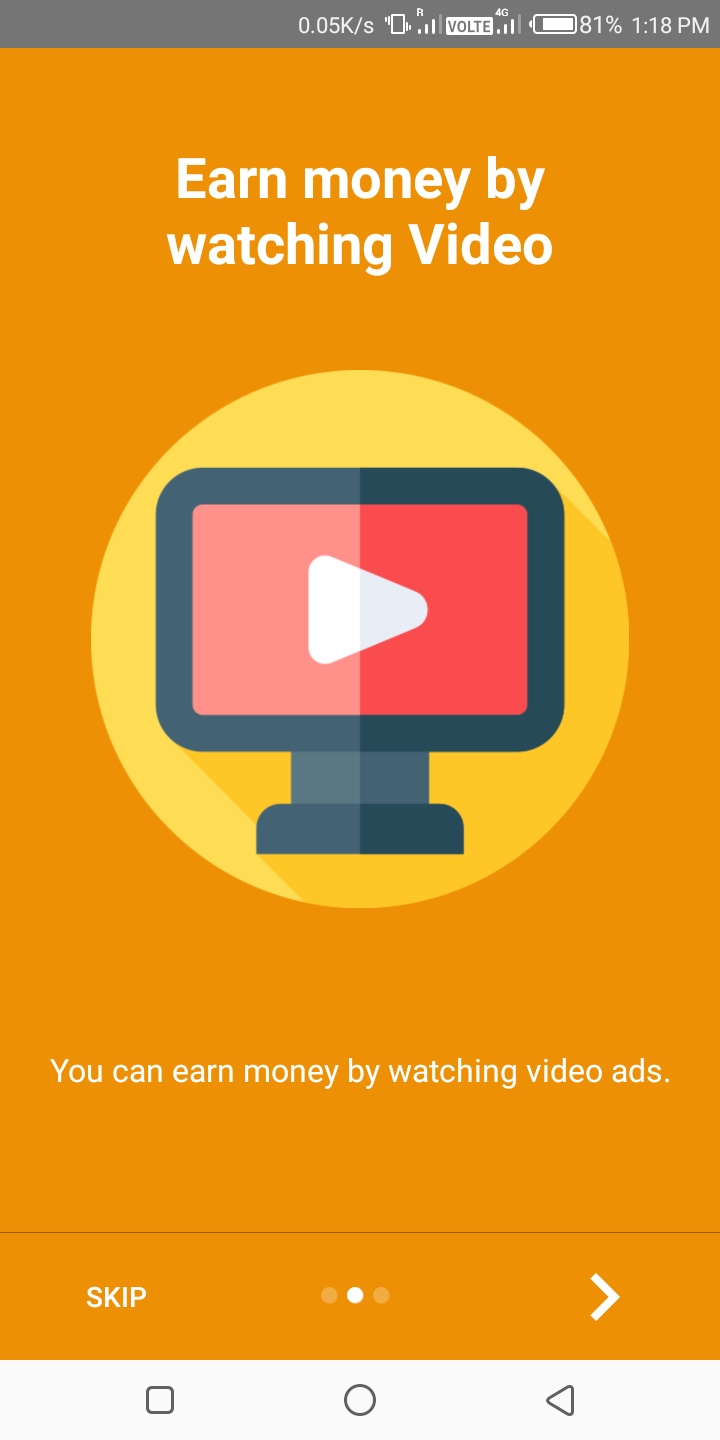 0.05K/s R VOLTE 4G 81% 1:18 PM
Earn money by
watching Video
You can earn money by watching video ads.
SKIP